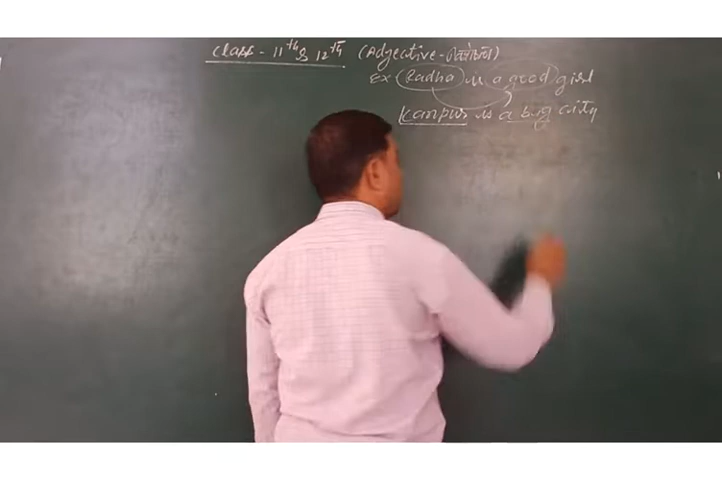 Class - 11th & 12th (Adjective - विशेषण)
Ex Radha is a good girl
Kanpur is a big city